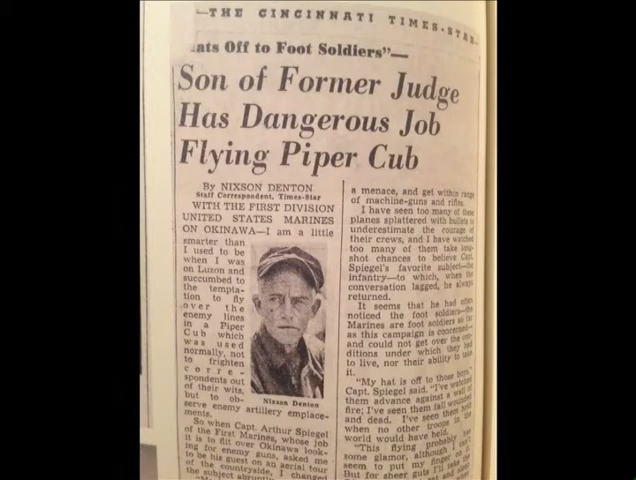 —THE CINCINNATI TIMES-STAR
ats Off to Foot Soldiers"—
Son of Former Judge
Has Dangerous Job
Flying Piper Cub
By NIXSON DENTON
Staff Correspondent, Times-Star
WITH THE FIRST DIVISION
UNITED STATES MARINES
ON OKINAWA—I am a little
smarter than
I used to be
when I was
on Luzon and
succumbed to
the tempta-
tion to fly
over the
enemy lines
in a Piper
Cub which
was used
normally, not
to frighten
corre-
spondents out
of their wits,
but to ob-
serve enemy artillery emplace-
ments.
Nixson Denton
So when Capt. Arthur Spiegel
of the First Marines, whose job
it is to flit over Okinawa look-
ing for enemy guns, asked me
to be his guest on an aerial tour
of the countryside, I changed
the subject
a menace, and get within range
of machine-guns and rifles.
I have seen too many of these
planes splattered with bullets to
underestimate the courage of
their crews, and I have watched
too many of them take long-
shot chances to believe Capt.
Spiegel's favorite subject—the
infantry—to which, when the
conversation lagged, he always
returned.
It seems that he had often
noticed the foot soldiers—the
Marines are foot soldiers so far
as this campaign is concerned—
and could not get over the con-
ditions under which they had
to live, nor their ability to take
it.
"My hat is off to those boys,"
Capt. Spiegel said. "I've watched
them advance against a wall of
fire; I've seen them fall wounded
and dead. I've seen them hold
when no other troops in the
world would have held.
"This flying probably has
some glamor, although I can't
seem to put my finger on it.
But for sheer guts I'll take